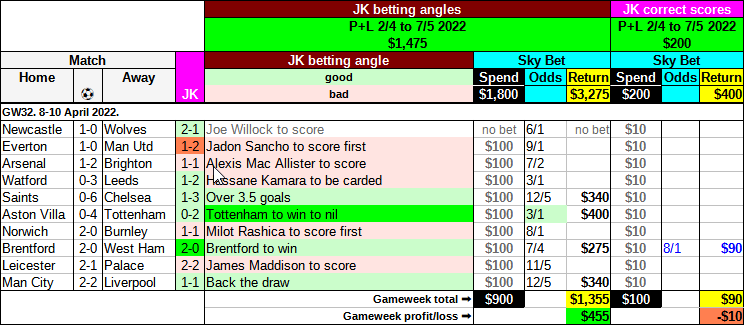 JK betting angles JK correct scores
P+L 2/4 to 7/5 2022 P+L 2/4 to 7/5 2022
$1,475 $200
Match JK betting angle Sky Bet Sky Bet
Home Away JK good Spend Odds Return Spend Odds Return
bad $1,800 $3,275 $200 $400
GW32. 8-10 April 2022.
Newcastle 1-0 Wolves 2-1 Joe Willock to score no bet 6/1 no bet $10
Everton 1-0 Man Utd 1-2 Jadon Sancho to score first $100 9/1 $10
Arsenal 1-2 Brighton 1-1 Alexis Mac Allister to score $100 7/2 $10
Watford 0-3 Leeds 1-2 Hassane Kamara to be carded $100 3/1 $10
Saints 0-6 Chelsea 1-3 Over 3.5 goals $100 12/5 $340 $10
Aston Villa 0-4 Tottenham 0-2 Tottenham to win to nil $100 3/1 $400 $10
Norwich 2-0 Burnley 1-1 Milot Rashica to score first $100 8/1 $10
Brentford 2-0 West Ham 2-0 Brentford to win $100 7/4 $275 $10 8/1 $90
Leicester 2-1 Palace 2-2 James Maddison to score $100 11/5 $10
Man City 2-2 Liverpool 1-1 Back the draw $100 12/5 $340 $10
Gameweek total ➡ $900 $1,355 $100 $90
Gameweek profit/loss ➡ $455 -$10